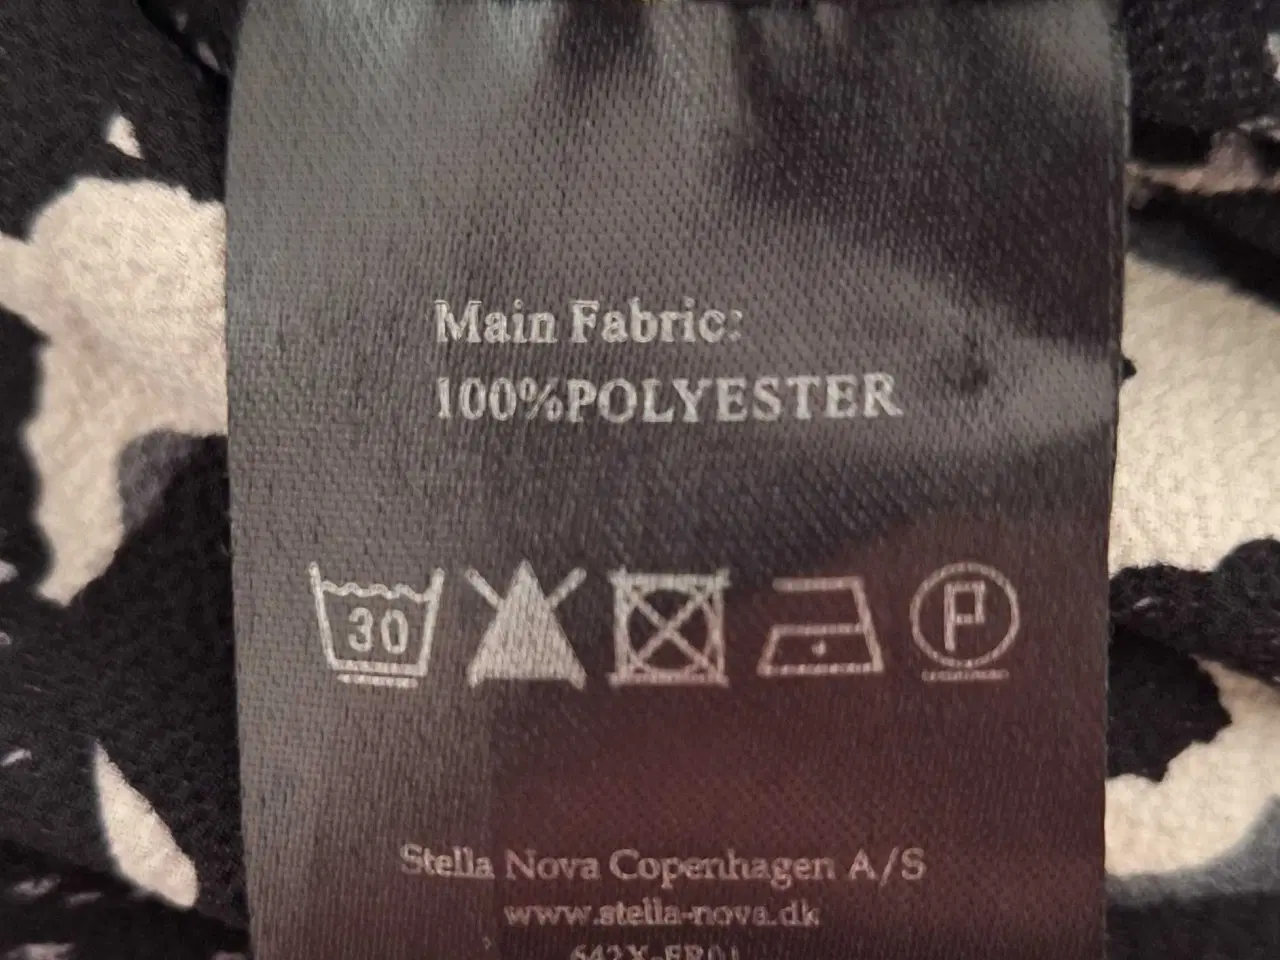 Main Fabric:
100%POLYESTER
30
P
Stella Nova Copenhagen A/S
www.stella-nova.dk